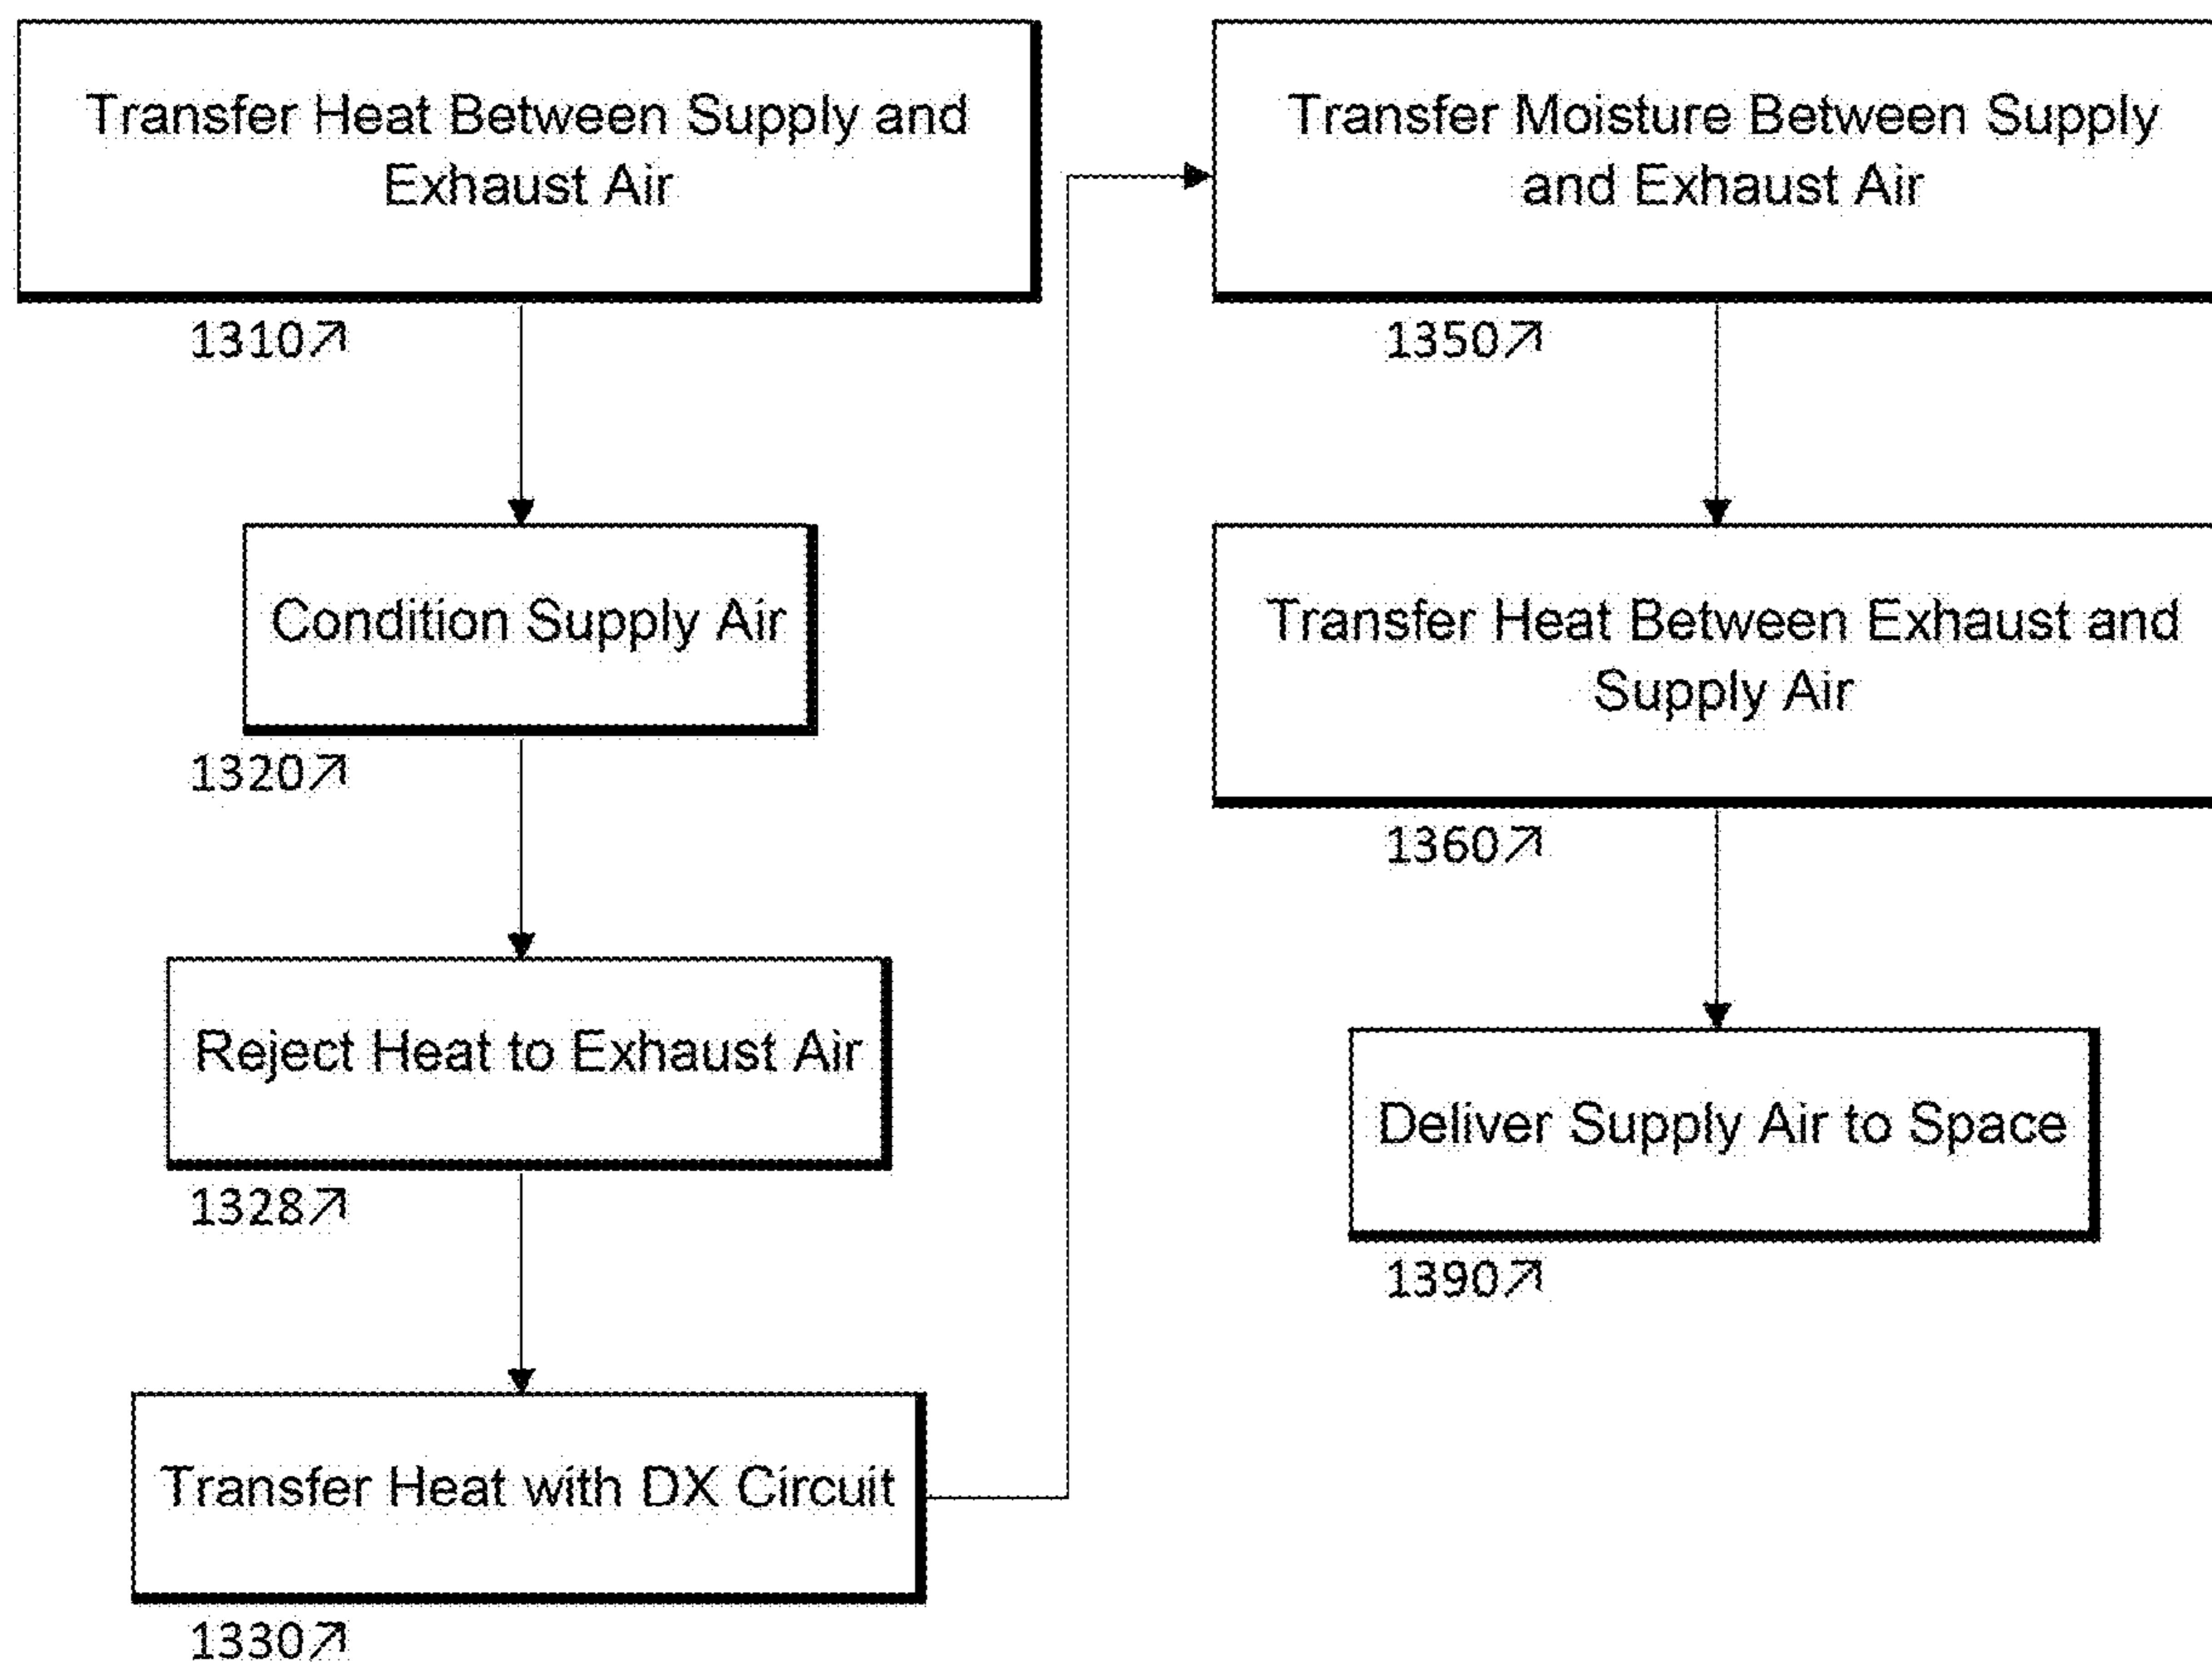 Transfer Heat Between Supply and
Exhaust Air
1310↗
Condition Supply Air
1320↗
Reject Heat to Exhaust Air
1328↗
Transfer Heat with DX Circuit
1330↗
Transfer Moisture Between Supply
and Exhaust Air
1350↗
Transfer Heat Between Exhaust and
Supply Air
1360↗
Deliver Supply Air to Space
1390↗